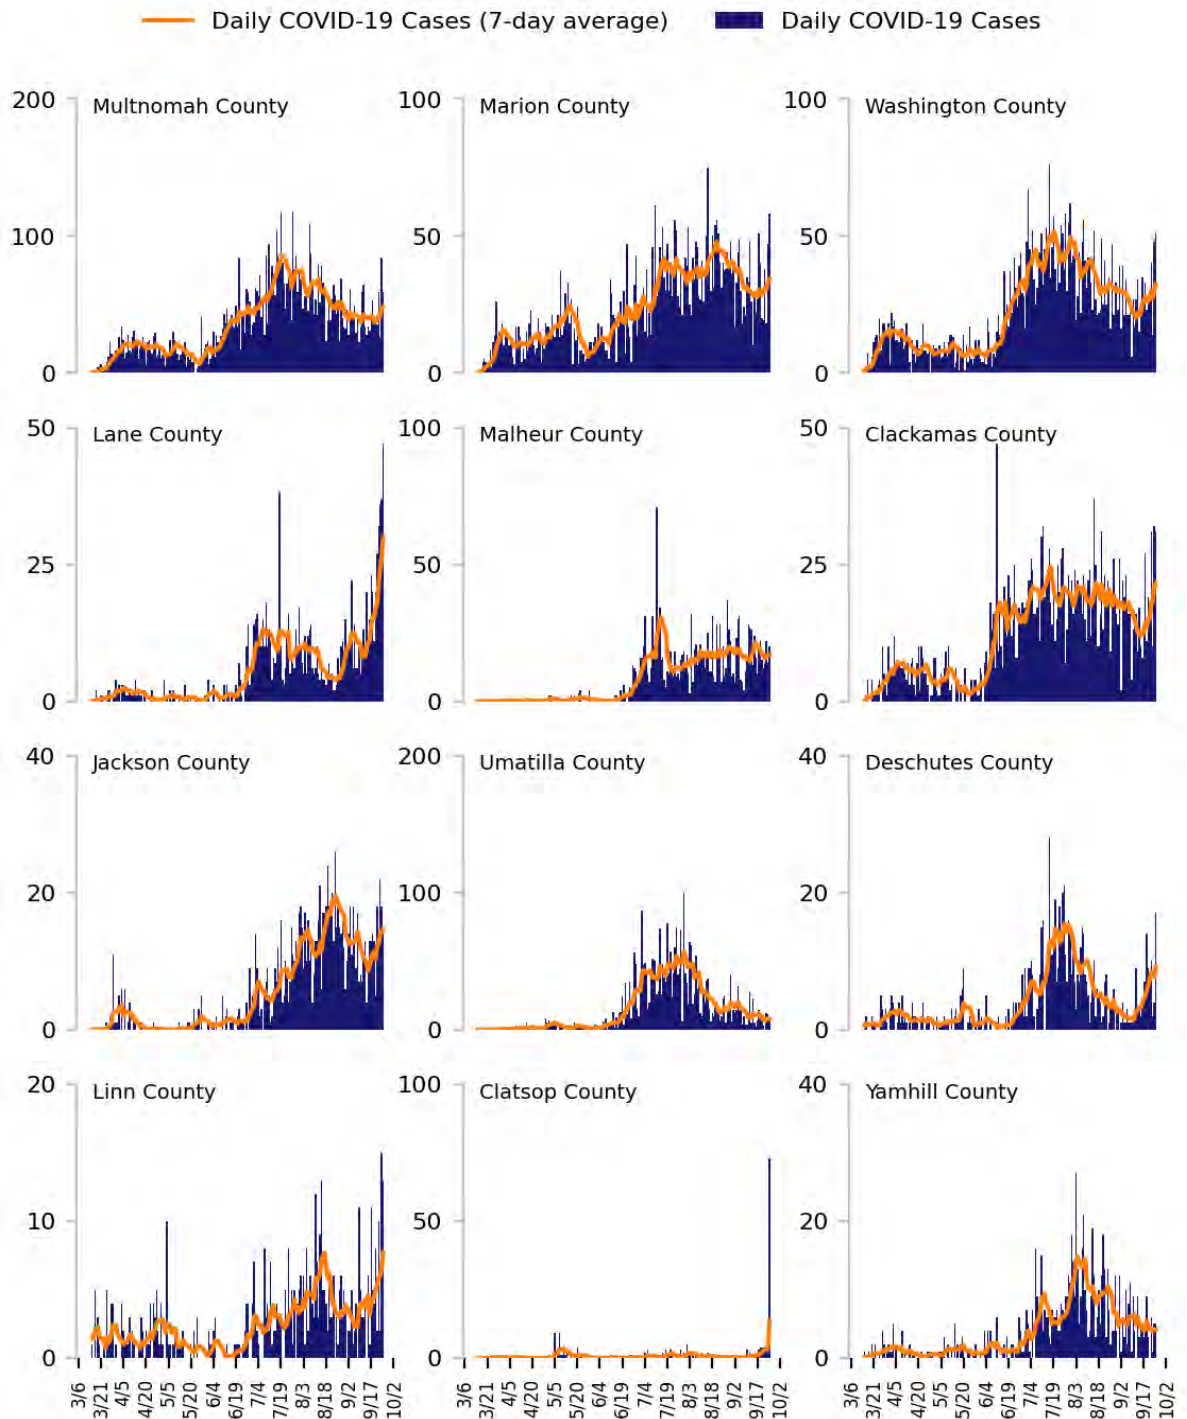 Daily COVID-19 Cases (7-day average) Daily COVID-19 Cases
200 Multnomah County 100 Marion County 100 Washington County
100 50 50
0 0 0
50 Lane County 100 Malheur County 50 Clackamas County
25 50 25
0 0 0
40 Jackson County 200 Umatilla County 40 Deschutes County
20 100 20
0 0 0
20 Linn County 100 Clatsop County 40 Yamhill County
10 50 20
0 0 0
3/6 3/21 4/5 4/20 5/5 5/20 6/4 6/19 7/4 7/19 8/3 8/18 9/2 9/17 10/2 3/6 3/21 4/5 4/20 5/5 5/20 6/4 6/19 7/4 7/19 8/3 8/18 9/2 9/17 10/2 3/6 3/21 4/5 4/20 5/5 5/20 6/4 6/19 7/4 7/19 8/3 8/18 9/2 9/17 10/2